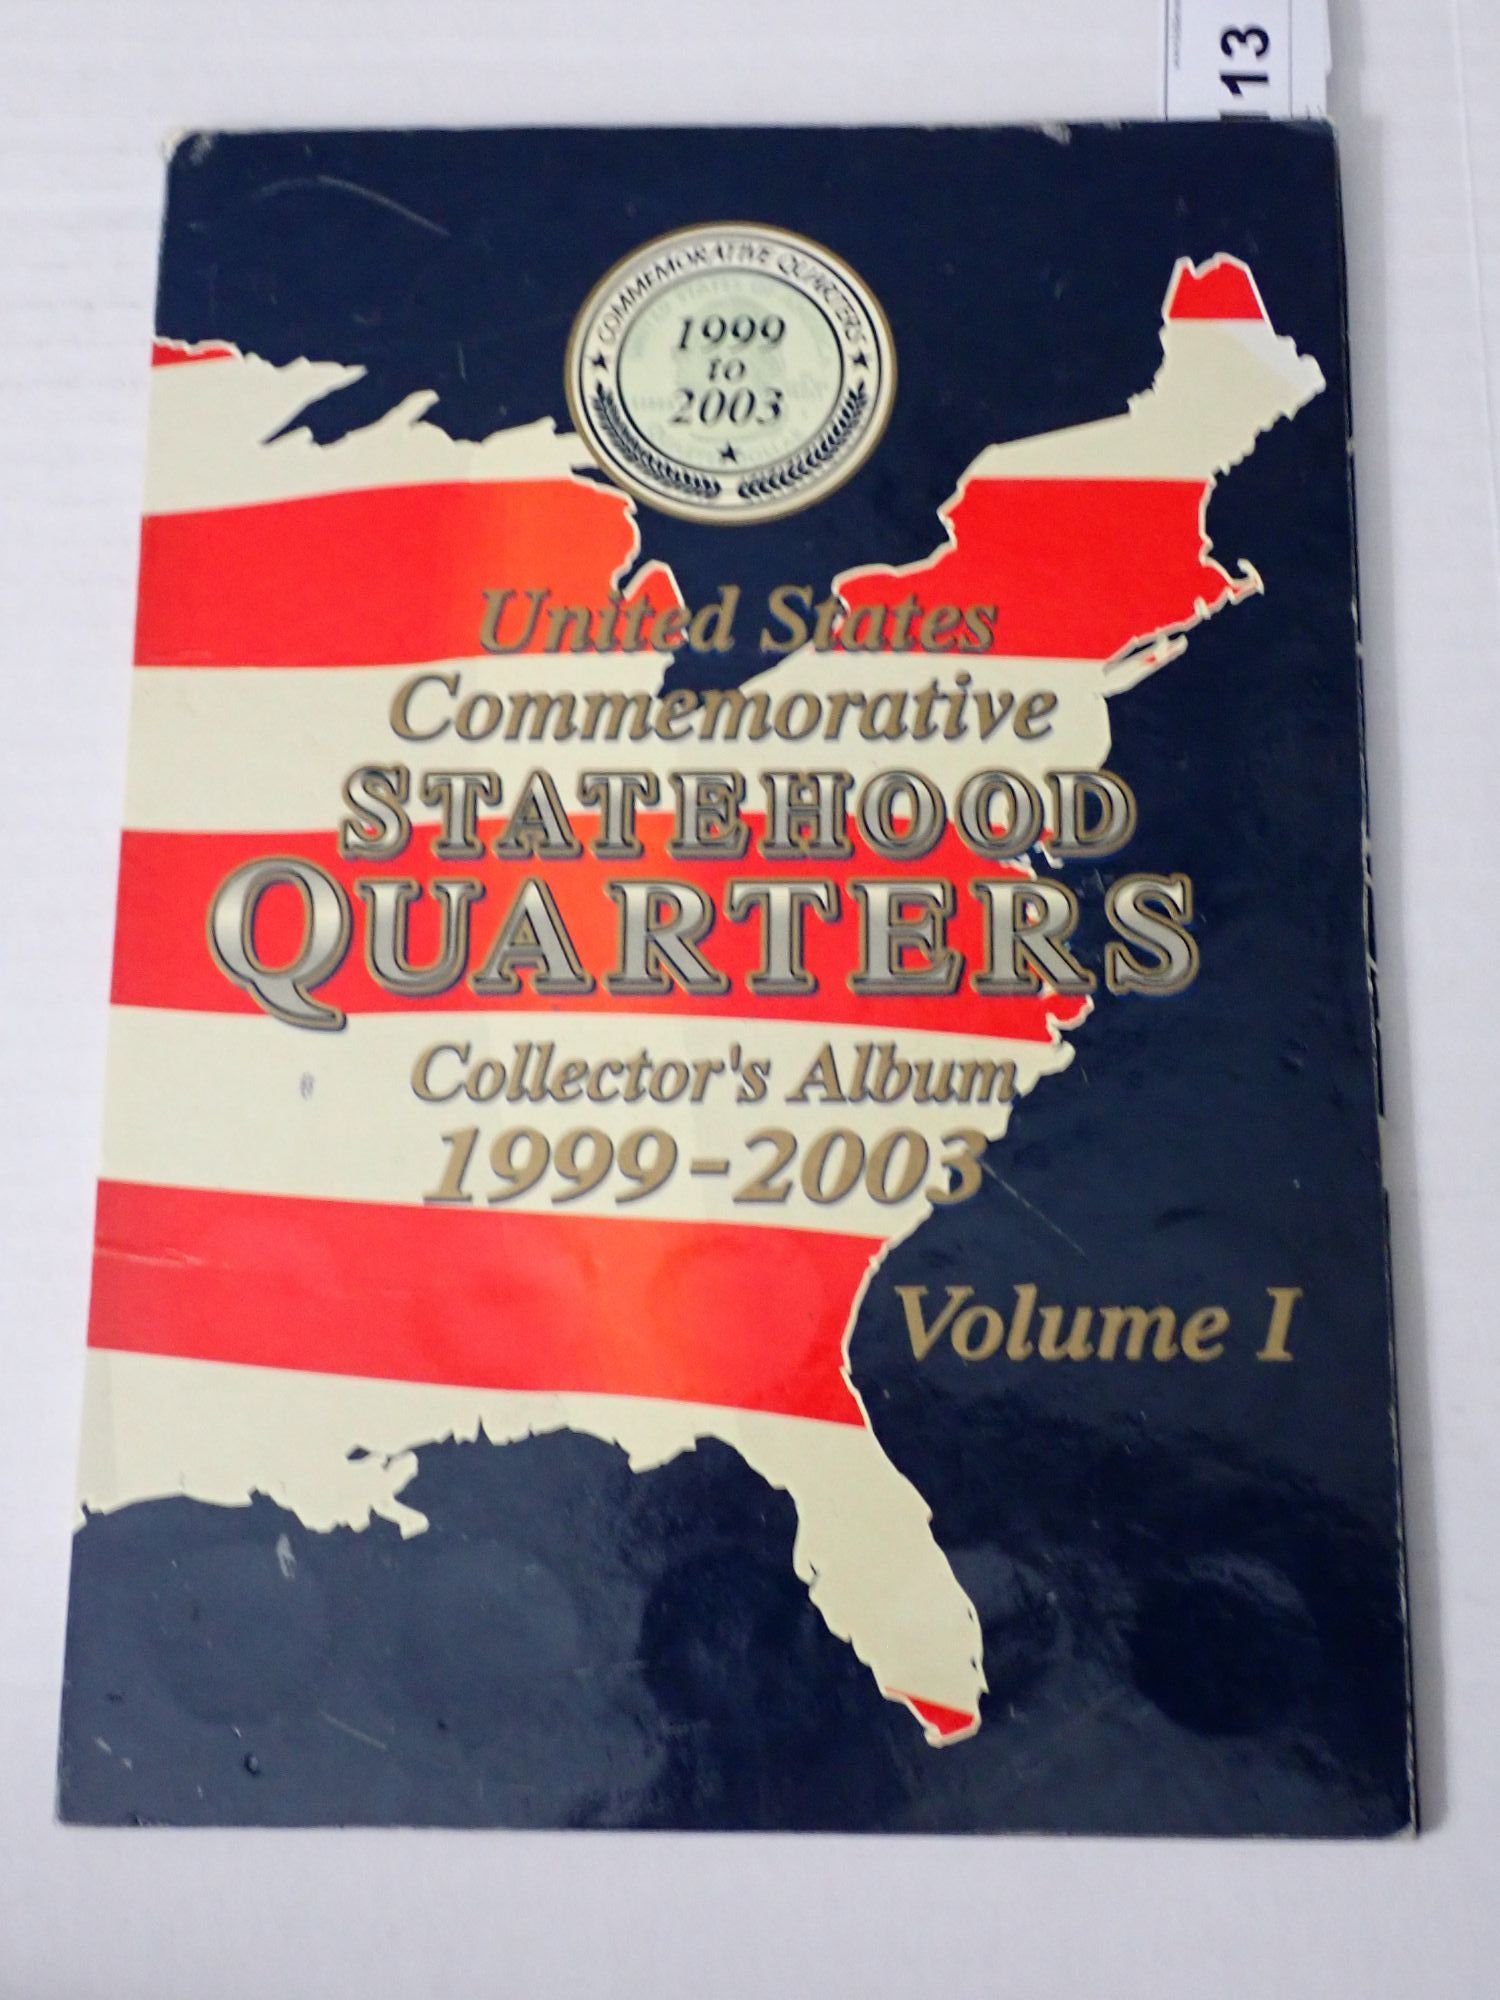 13
COMMEMORATIVE QUARTERS
1999
to
2003
United States
Commemorative
STATEHOOD
QUARTERS
Collector's Album
1999-2003
Volume I